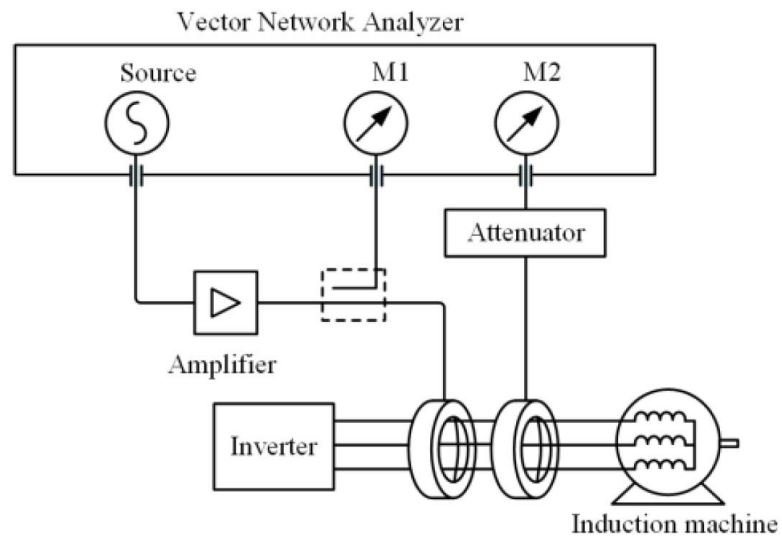 Vector Network Analyzer
Source
M1
M2
Attenuator
Amplifier
Inverter
Induction machine